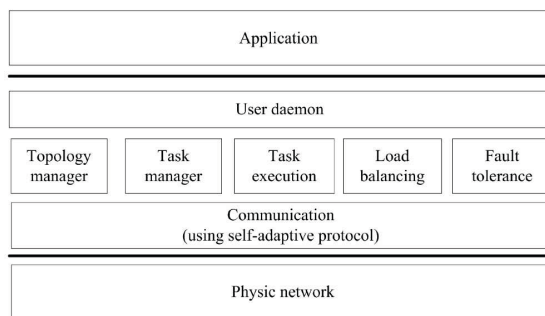 Application
User daemon
Topology manager
Task manager
Task execution
Load balancing
Fault tolerance
Communication
(using self-adaptive protocol)
Physic network